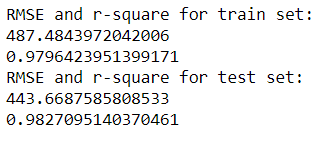 RMSE and r-square for train set:
487.4843972042006
0.9796423951399171
RMSE and r-square for test set:
443.6687585808533
0.9827095140370461